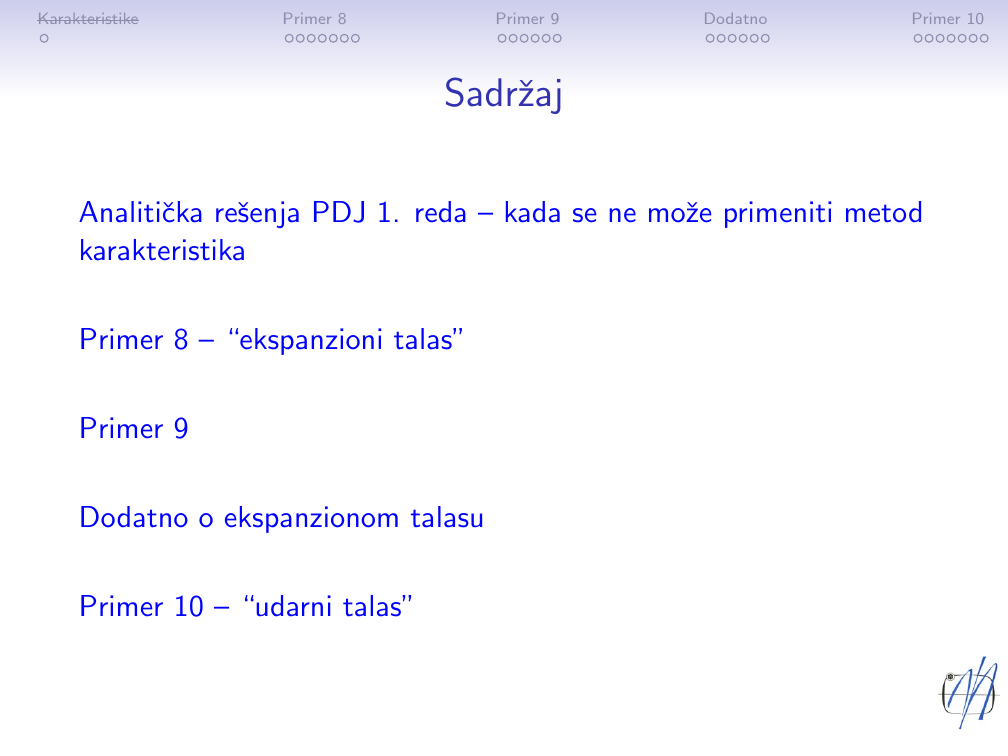 Karakteristike Primer 8 Primer 9 Dodatno Primer 10
Sadržaj
Analitička rešenja PDJ 1. reda – kada se ne može primeniti metod
karakteristika
Primer 8 – “ekspanzioni talas”
Primer 9
Dodatno o ekspanzionom talasu
Primer 10 – “udarni talas”